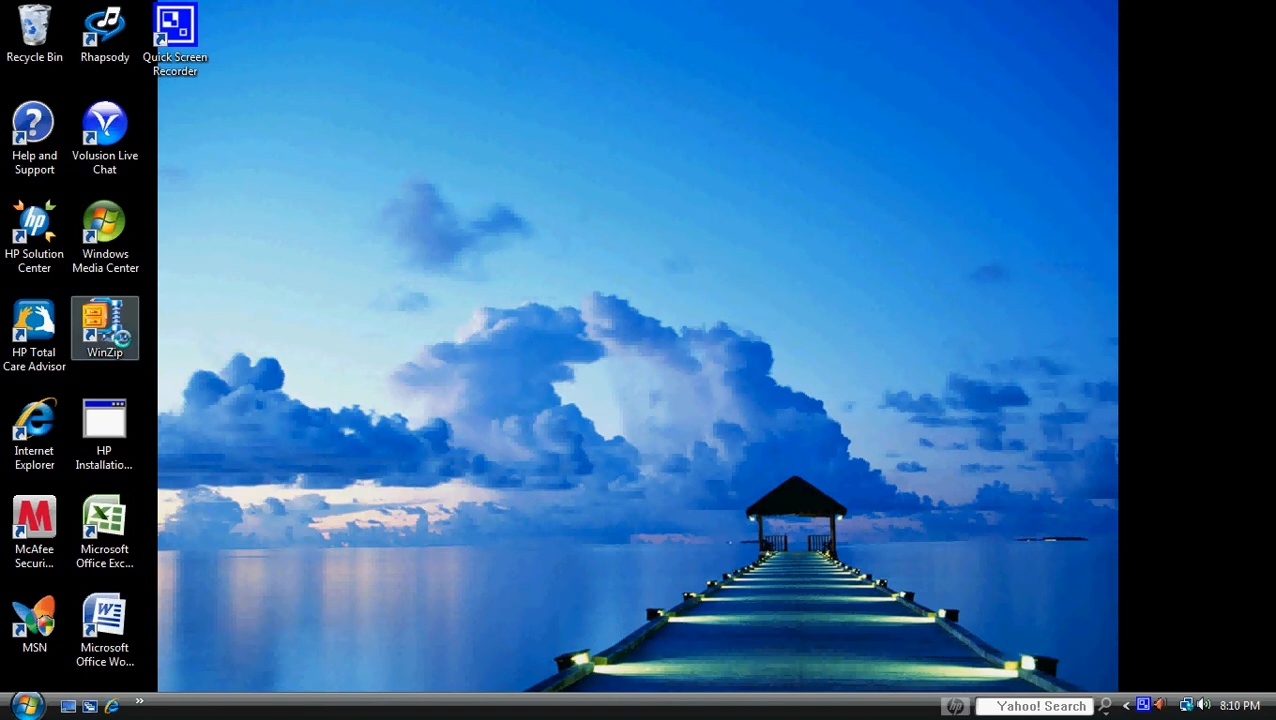 Recycle Bin
Rhapsody
Quick Screen
Recorder
Help and
Support
Volusion Live
Chat
hp
HP Solution
Center
Windows
Media Center
HP Total
Care Advisor
WinZip
Internet
Explorer
HP
Installatio...
McAfee
Securi...
Microsoft
Office Exc...
MSN
Microsoft
Office Wo...
hp
Yahoo! Search
8:10 PM